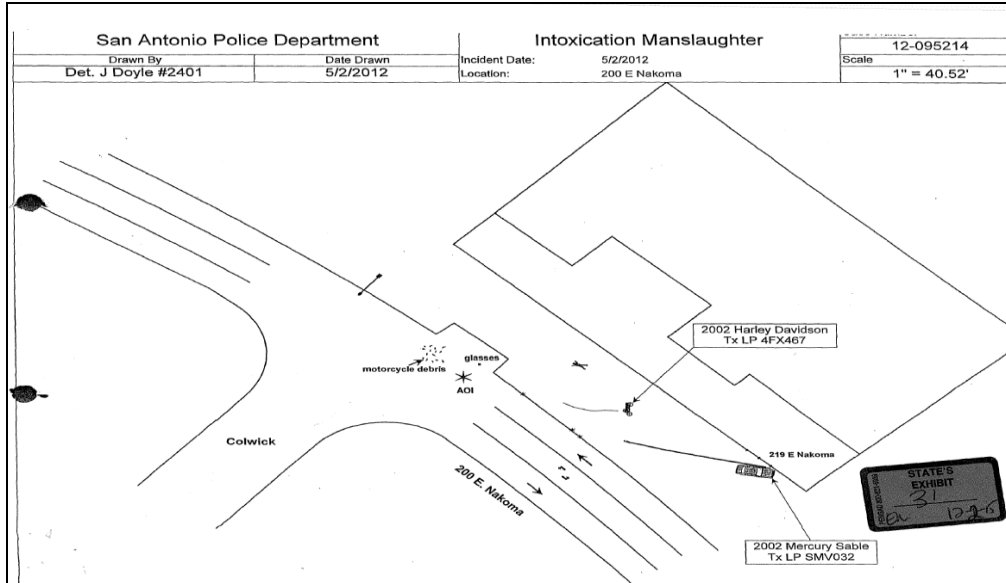 San Antonio Police Department
Intoxication Manslaughter
12-095214
Drawn By
Date Drawn
Incident Date:
5/2/2012
Scale
Det. J Doyle #2401
5/2/2012
Location:
200 E Nakoma
1" = 40.52'
2002 Harley Davidson
Tx LP 4FX467
glasses
motorcycle debris
AOI
Colwick
219 E Nakoma
200 E. Nakoma
STATE'S
EXHIBIT
31
2002 Mercury Sable
Tx LP SMV032